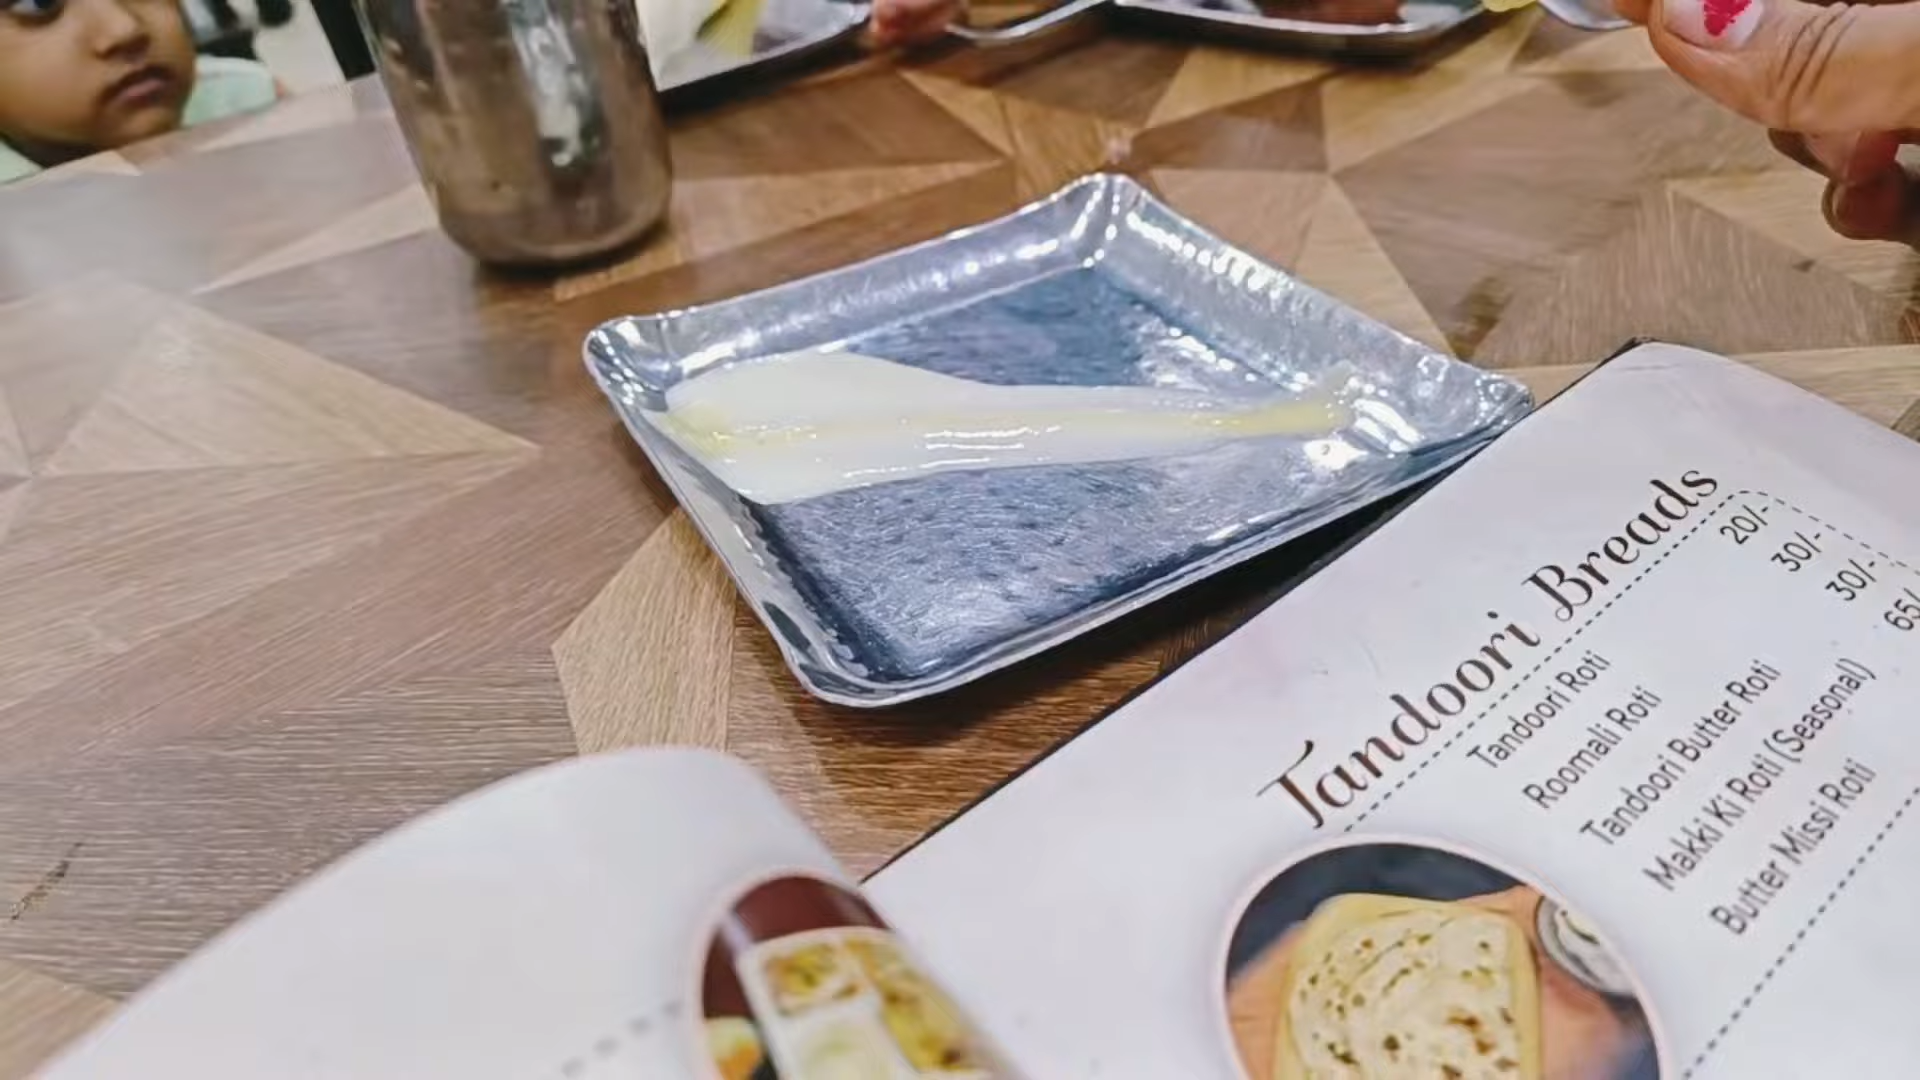 Tandoori Breads
Tandoori Roti 20/-
Roomali Roti 30/-
Tandoori Butter Roti 30/-
Makki Ki Roti (Seasonal) 65/
Butter Missi Roti